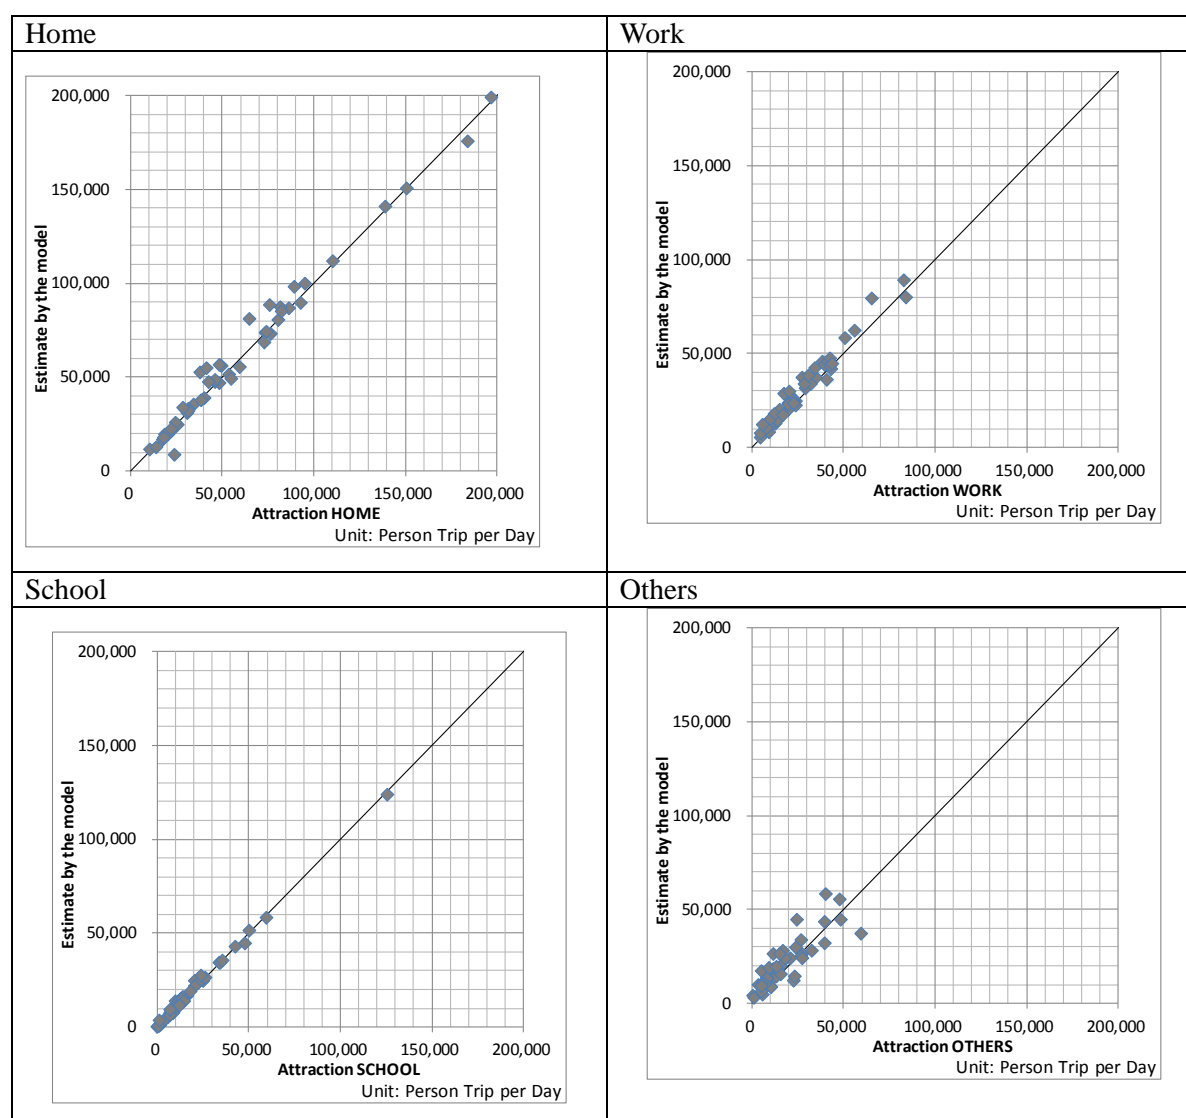 Home
200,000
150,000
100,000
50,000
0
Estimate by the model
0 50,000 100,000 150,000 200,000
Attraction HOME
Unit: Person Trip per Day
Work
200,000
150,000
100,000
50,000
0
Estimate by the model
0 50,000 100,000 150,000 200,000
Attraction WORK
Unit: Person Trip per Day
School
200,000
150,000
100,000
50,000
0
Estimate by the model
0 50,000 100,000 150,000 200,000
Attraction SCHOOL
Unit: Person Trip per Day
Others
200,000
150,000
100,000
50,000
0
Estimate by the model
0 50,000 100,000 150,000 200,000
Attraction OTHERS
Unit: Person Trip per Day